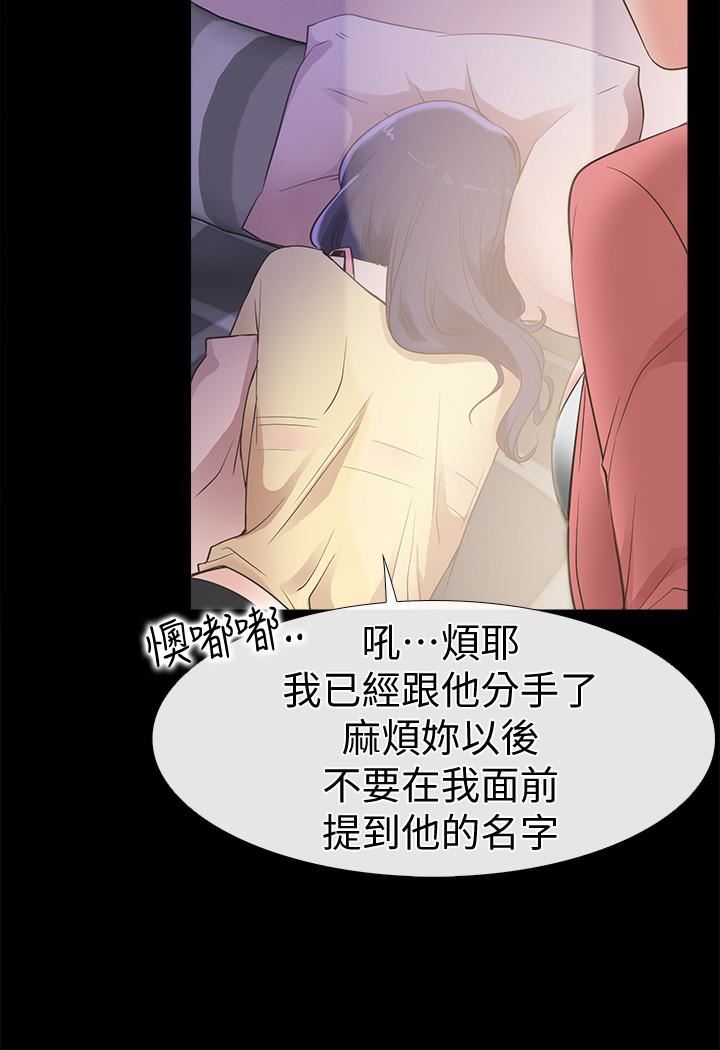 懊嘟嘟..
吼…煩耶
我已經跟他分手了
麻煩妳以後
不要在我面前
提到他的名字